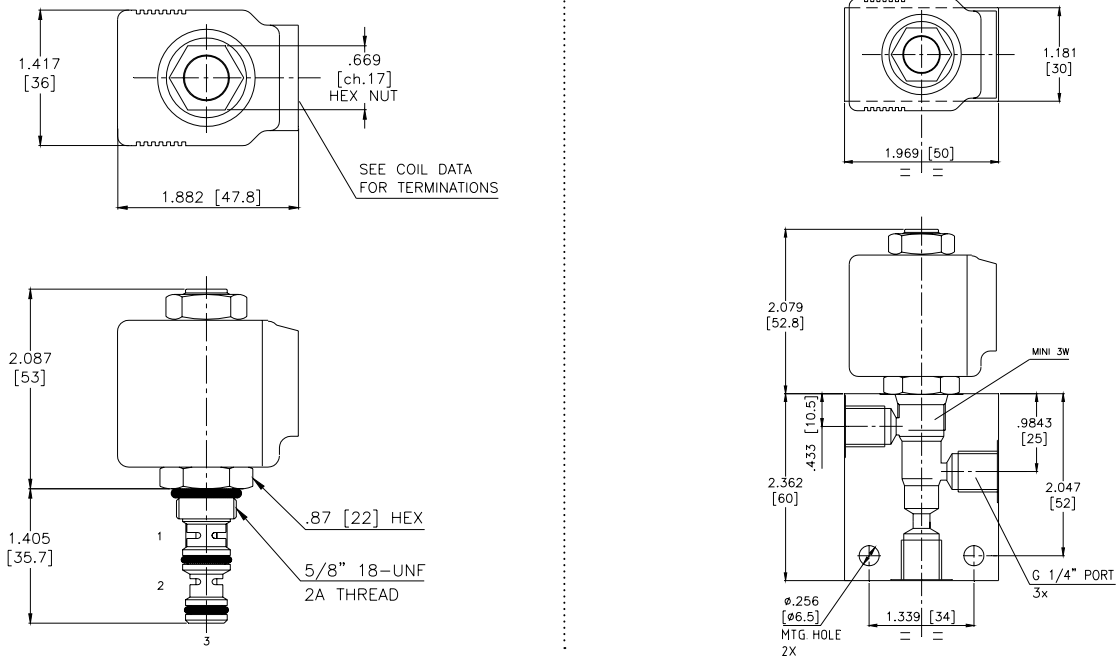 1.417
[36]
.669
[ch.17]
HEX NUT
SEE COIL DATA
FOR TERMINATIONS
1.882 [47.8]
2.087
[53]
1.405
[35.7]
.87 [22] HEX
5/8” 18-UNF
2A THREAD
1
2
3
1.181
[30]
1.969 [50]
2.079
[52.8]
MINI 3W
.433 [10.5]
.9843
[25]
2.362
[60]
2.047
[52]
G 1/4” PORT
3x
ø.256
[ø6.5]
MTG. HOLE
2X
1.339 [34]